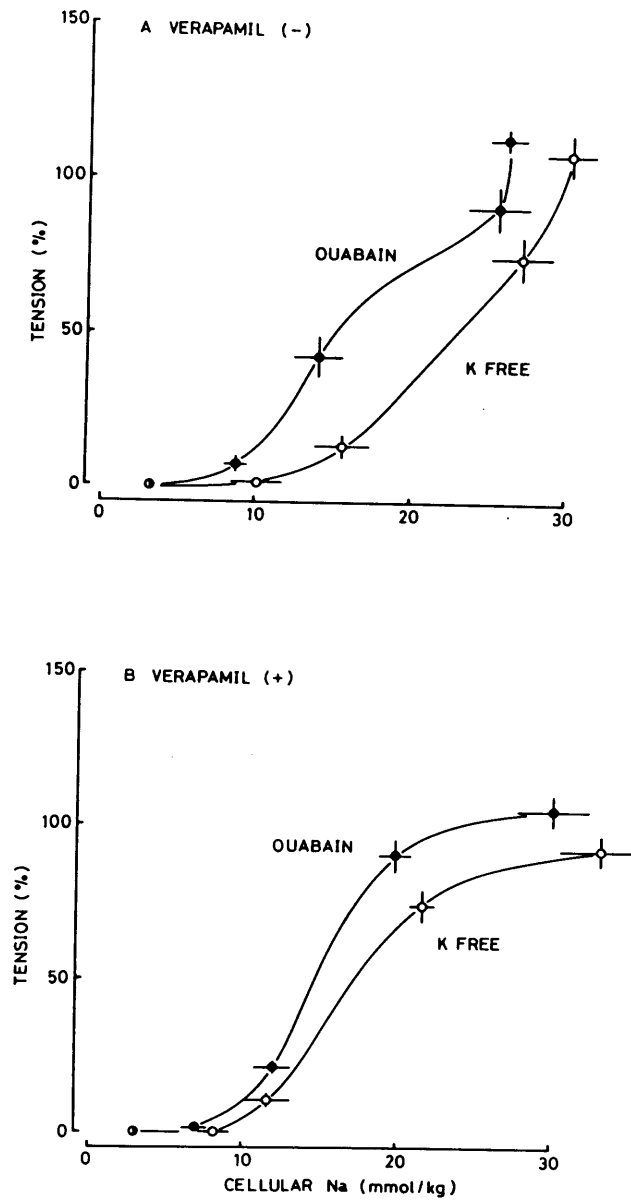 A VERAPAMIL (-)
150
100
50
0
TENSION (%)
OUABAIN
K FREE
0 10 20 30
B VERAPAMIL (+)
150
100
50
0
TENSION (%)
OUABAIN
K FREE
0 10 20 30
CELLULAR Na (mmol/kg)